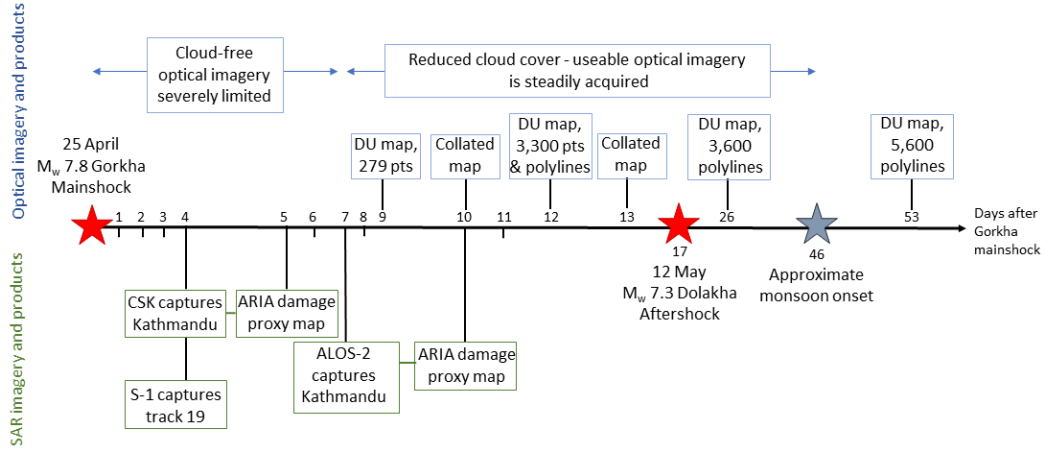 Optical imagery and products
Cloud-free
optical imagery
severely limited
Reduced cloud cover - useable optical imagery
is steadily acquired
25 April
Mw 7.8 Gorkha
Mainshock
DU map,
279 pts
Collated
map
DU map,
3,300 pts
& polylines
Collated
map
DU map,
3,600
polylines
DU map,
5,600
polylines
1 2 3 4 5 6 7 8 9 10 11 12 13 26 53
Days after
Gorkha
mainshock
17
12 May
Mw 7.3 Dolakha
Aftershock
46
Approximate
monsoon onset
SAR imagery and products
CSK captures
Kathmandu
ARIA damage
proxy map
S-1 captures
track 19
ALOS-2
captures
Kathmandu
ARIA damage
proxy map